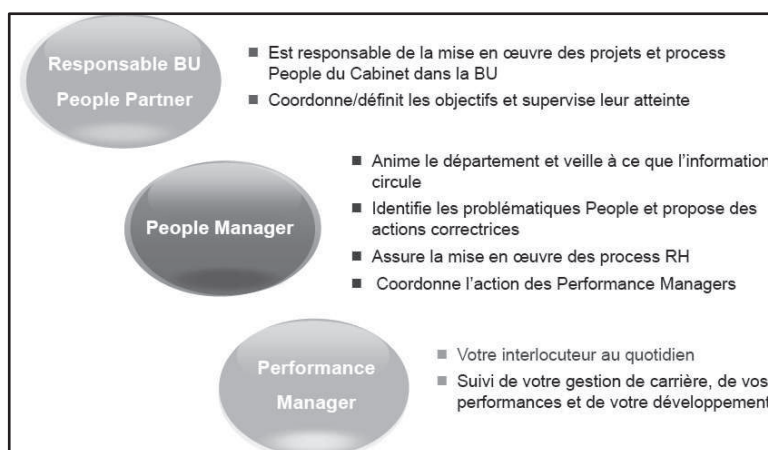 Responsable BU
People Partner
■ Est responsable de la mise en œuvre des projets et process
People du Cabinet dans la BU
■ Coordonne/définit les objectifs et supervise leur atteinte
People Manager
■ Anime le département et veille à ce que l'information
circule
■ Identifie les problématiques People et propose des
actions correctrices
■ Assure la mise en œuvre des process RH
■ Coordonne l'action des Performance Managers
Performance
Manager
■ Votre interlocuteur au quotidien
■ Suivi de votre gestion de carrière, de vos
performances et de votre développement